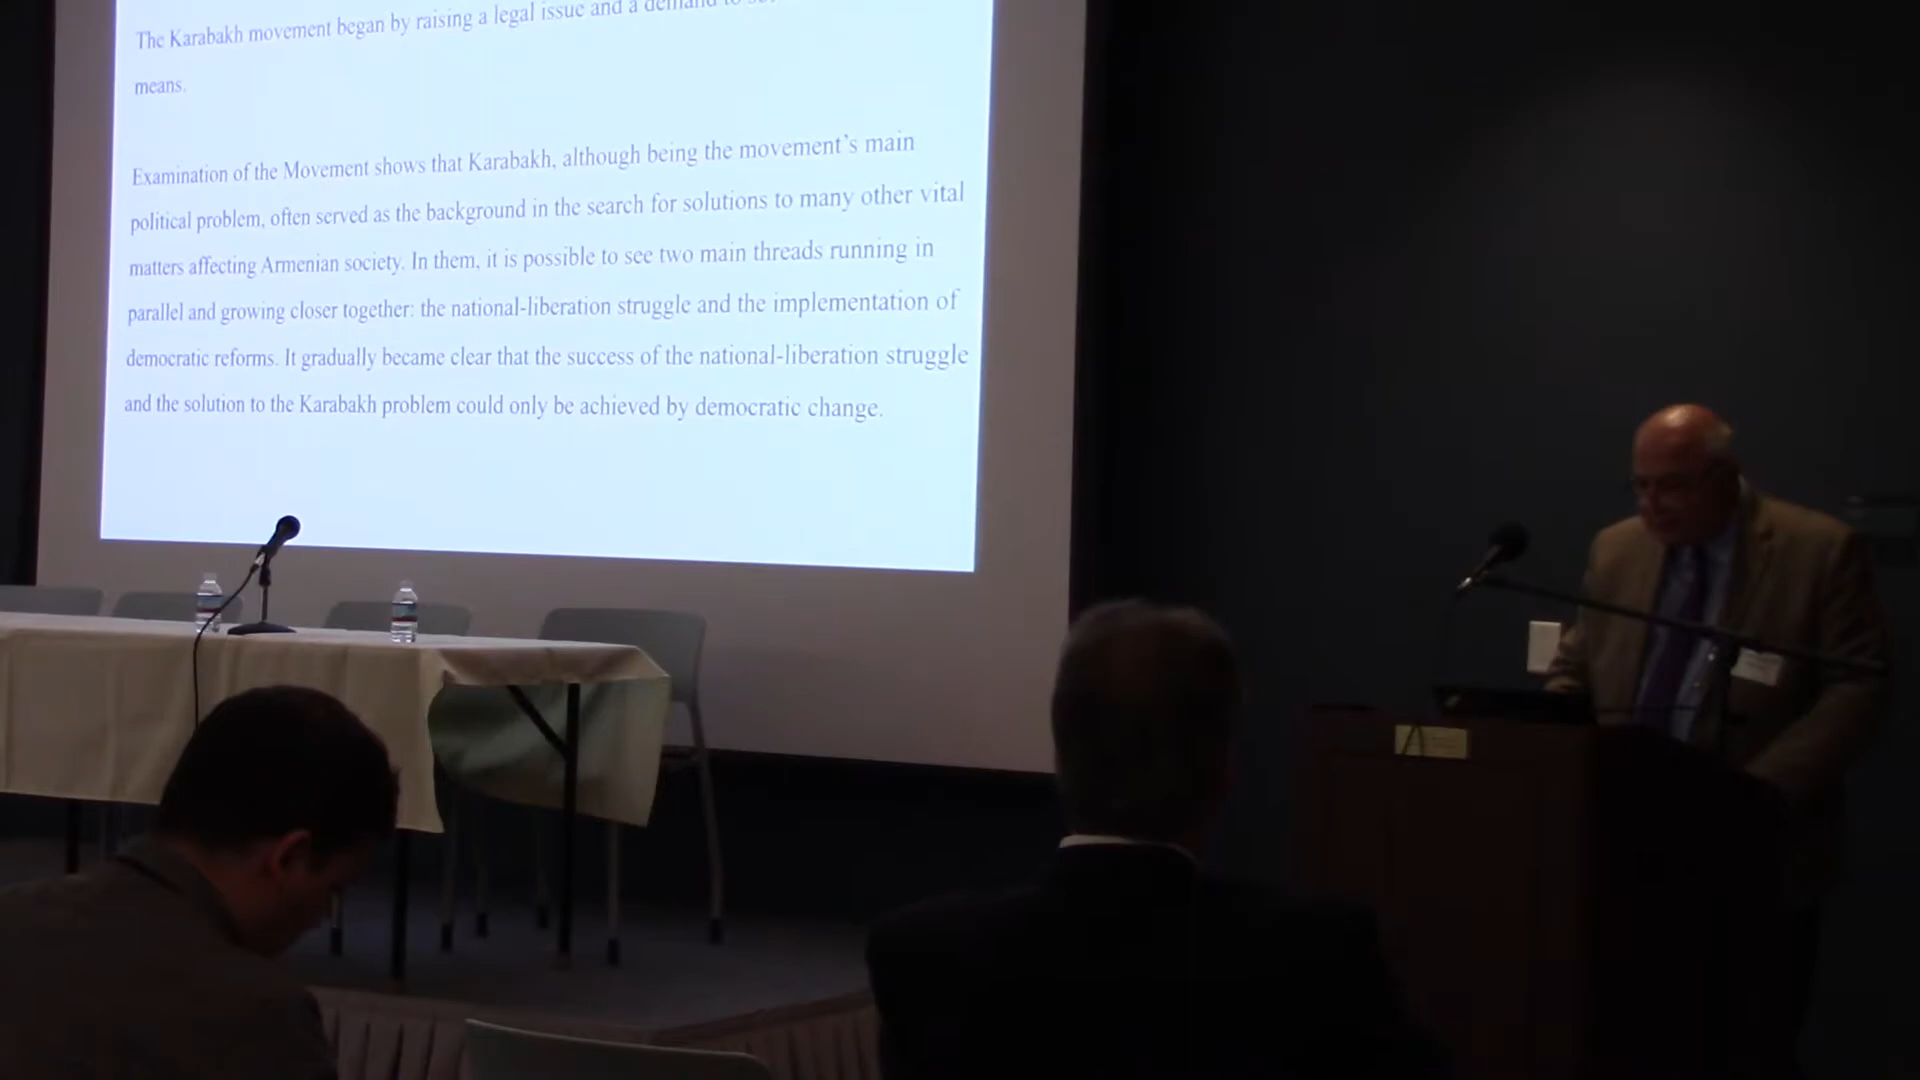 The Karabakh movement began by raising a legal issue and a demand to
means.
Examination of the Movement shows that Karabakh, although being the movement's main
political problem, often served as the background in the search for solutions to many other vital
matters affecting Armenian society. In them, it is possible to see two main threads running in
parallel and growing closer together: the national-liberation struggle and the implementation of
democratic reforms. It gradually became clear that the success of the national-liberation struggle
and the solution to the Karabakh problem could only be achieved by democratic change.